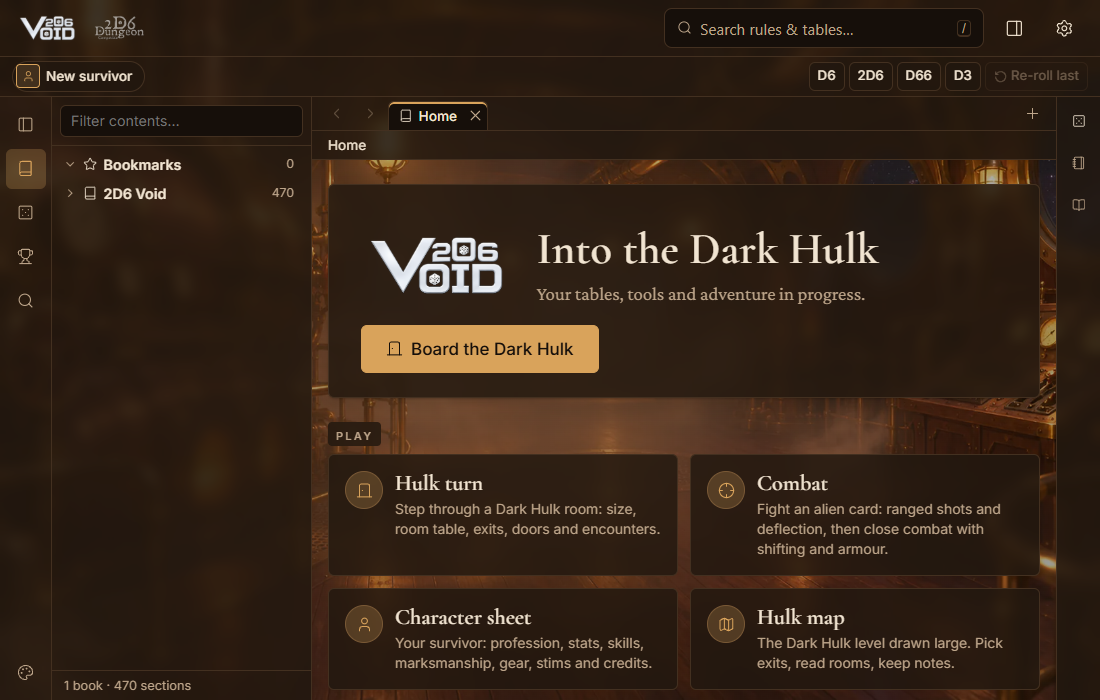 V2D6 VOID
2D6 Dungeon
Search rules & tables...
/
New survivor
D6
2D6
D66
D3
Re-roll last
Filter contents...
Bookmarks
0
2D6 Void
470
1 book · 470 sections
Home
Home
V2D6 VOID
Into the Dark Hulk
Your tables, tools and adventure in progress.
Board the Dark Hulk
PLAY
Hulk turn
Step through a Dark Hulk room: size,
room table, exits, doors and encounters.
Combat
Fight an alien card: ranged shots and
deflection, then close combat with
shifting and armour.
Character sheet
Your survivor: profession, stats, skills,
marksmanship, gear, stims and credits.
Hulk map
The Dark Hulk level drawn large. Pick
exits, read rooms, keep notes.